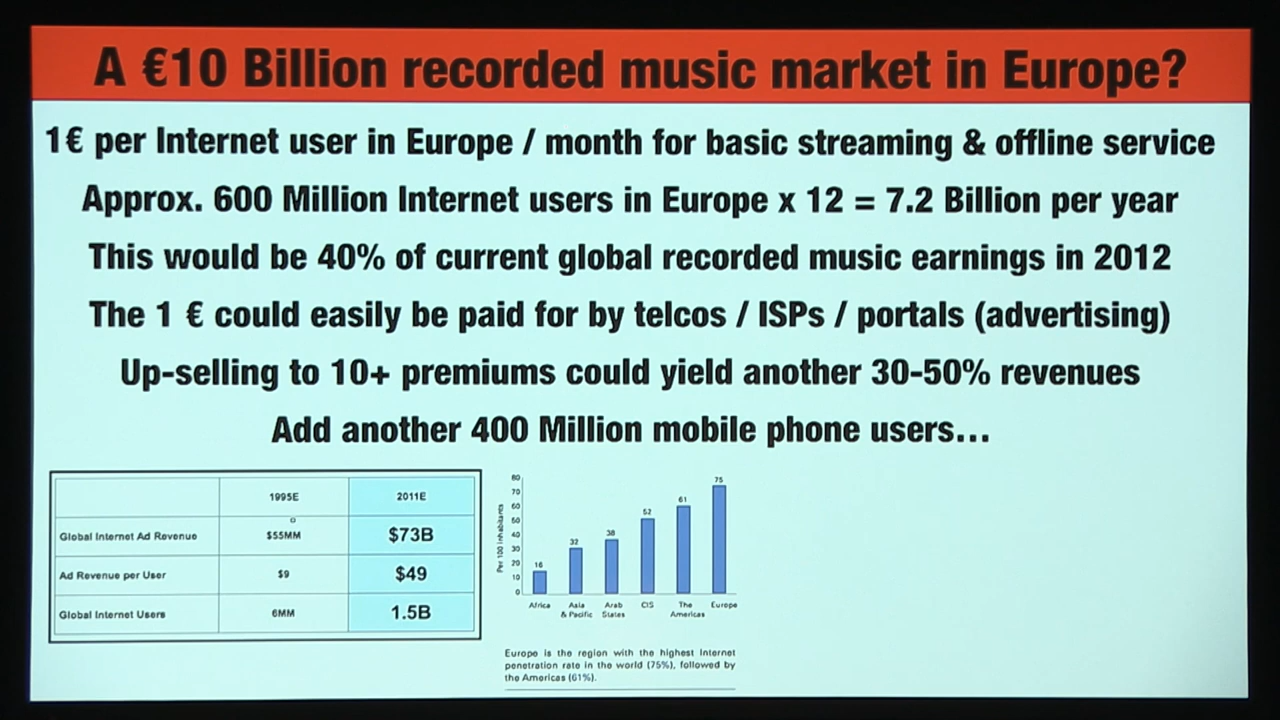 A €10 Billion recorded music market in Europe?
1€ per Internet user in Europe / month for basic streaming & offline service
Approx. 600 Million Internet users in Europe x 12 = 7.2 Billion per year
This would be 40% of current global recorded music earnings in 2012
The 1 € could easily be paid for by telcos / ISPs / portals (advertising)
Up-selling to 10+ premiums could yield another 30-50% revenues
Add another 400 Million mobile phone users...
1995E 2011E
Global Internet Ad Revenue $55MM $73B
Ad Revenue per User $9 $49
Global Internet Users 6MM 1.5B
Per 100 inhabitants
80
70
60
50
40
30
20
10
0
16 32 38 52 61 75
Africa Asia & Pacific Arab States CIS The Americas Europe
Europe is the region with the highest Internet
penetration rate in the world (75%), followed by
the Americas (61%).